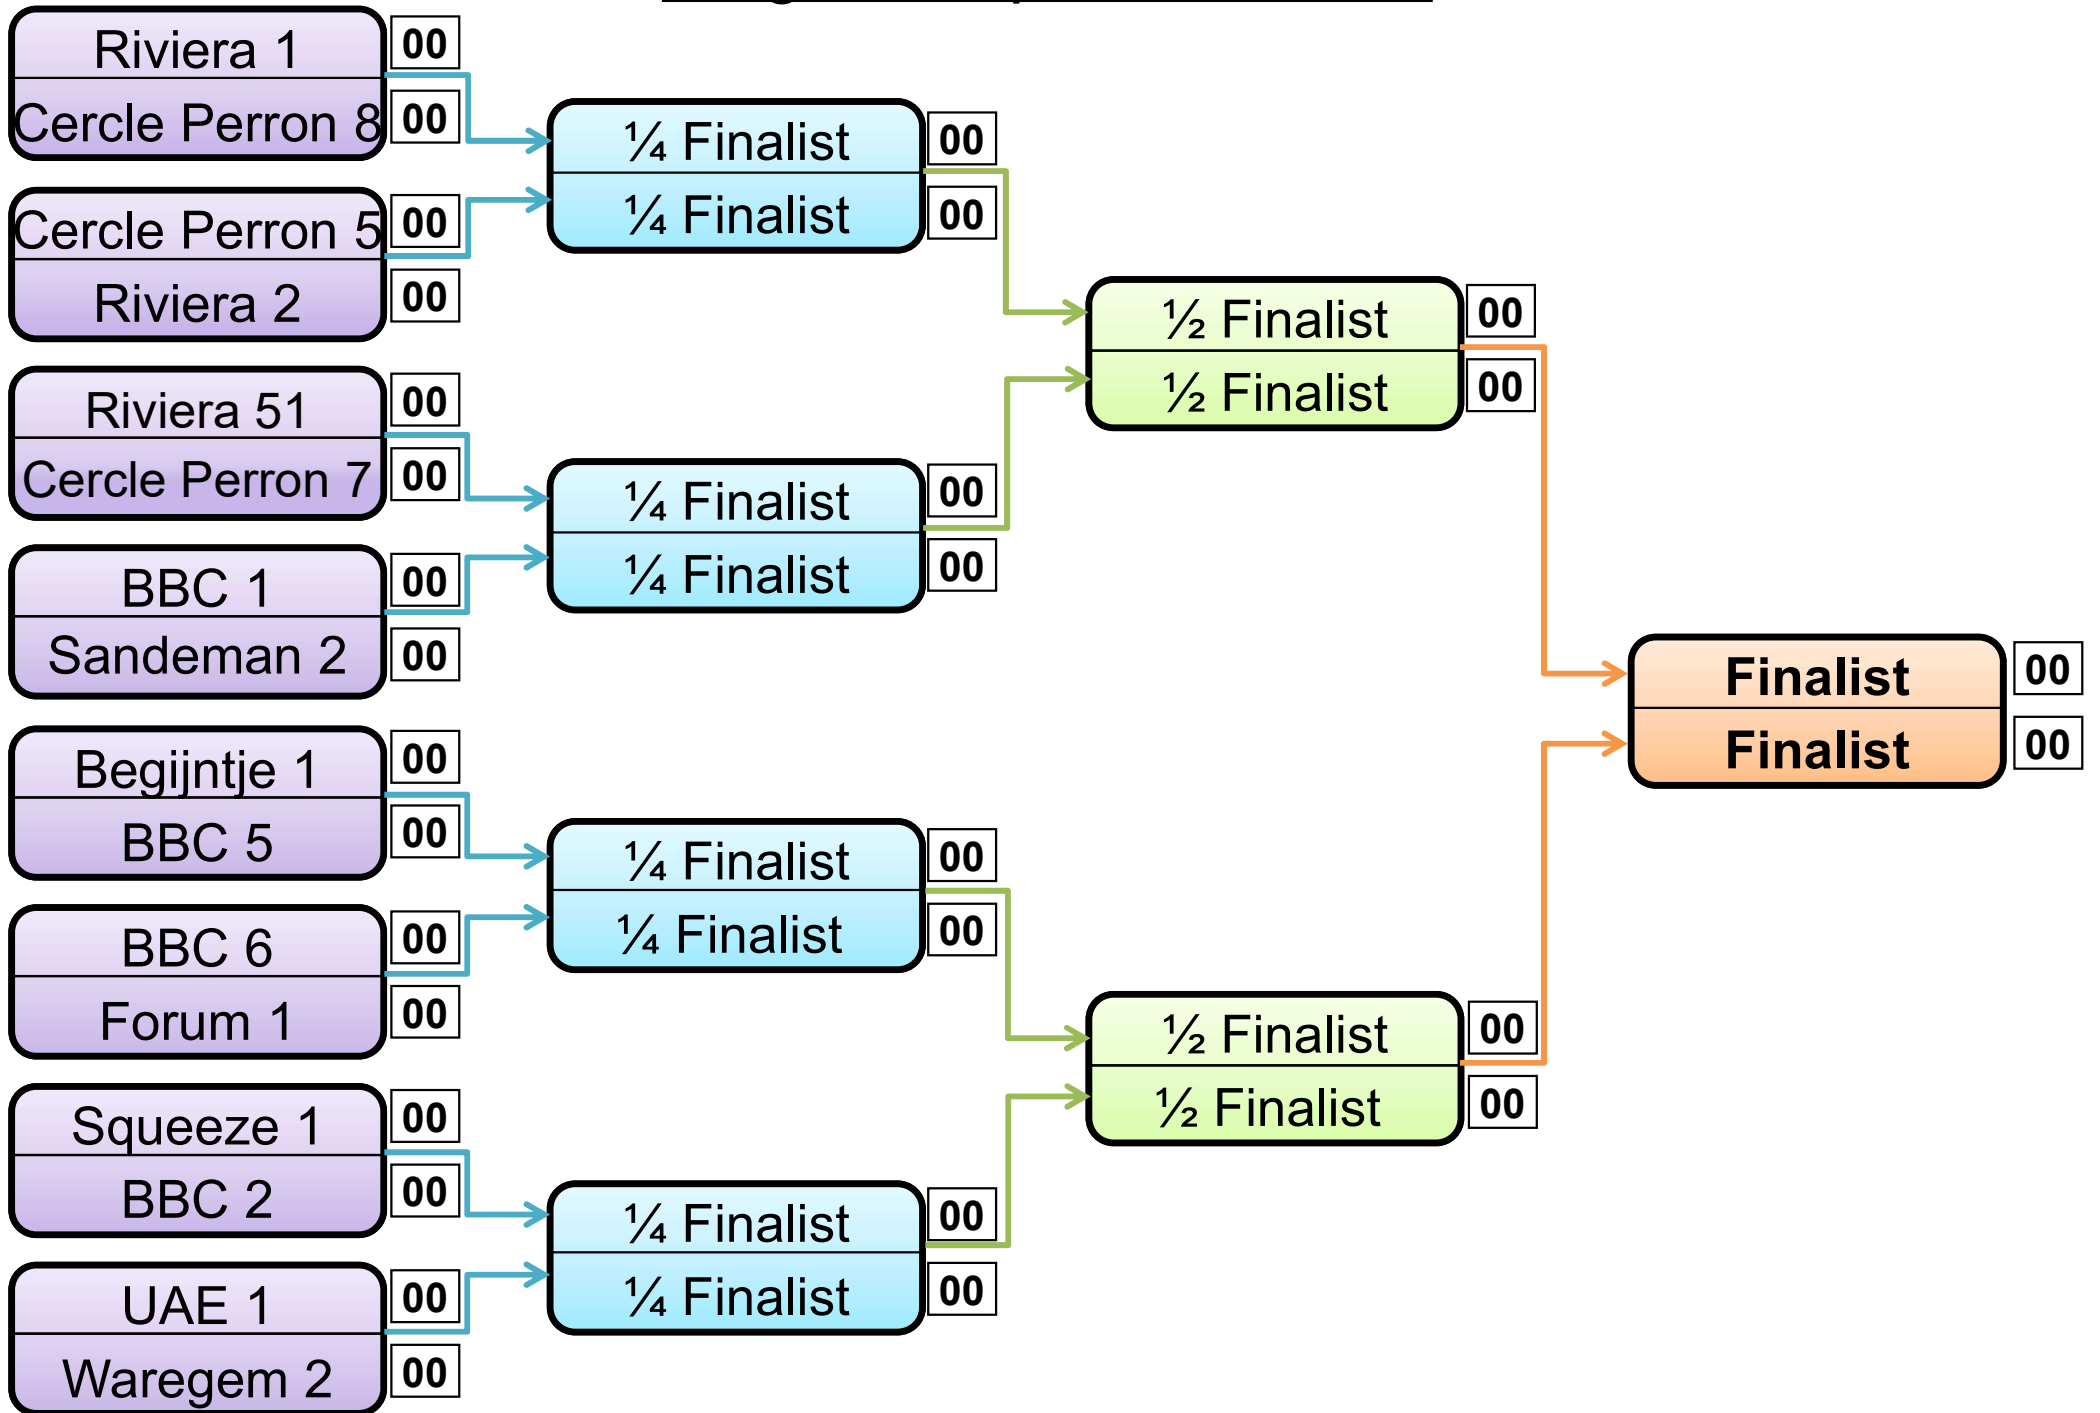 Riviera 1 00
Cercle Perron 8 00
Cercle Perron 5 00
Riviera 2 00
Riviera 51 00
Cercle Perron 7 00
BBC 1 00
Sandeman 2 00
Begijntje 1 00
BBC 5 00
BBC 6 00
Forum 1 00
Squeeze 1 00
BBC 2 00
UAE 1 00
Waregem 2 00
¼ Finalist 00
¼ Finalist 00
¼ Finalist 00
¼ Finalist 00
¼ Finalist 00
¼ Finalist 00
¼ Finalist 00
¼ Finalist 00
½ Finalist 00
½ Finalist 00
½ Finalist 00
½ Finalist 00
Finalist 00
Finalist 00